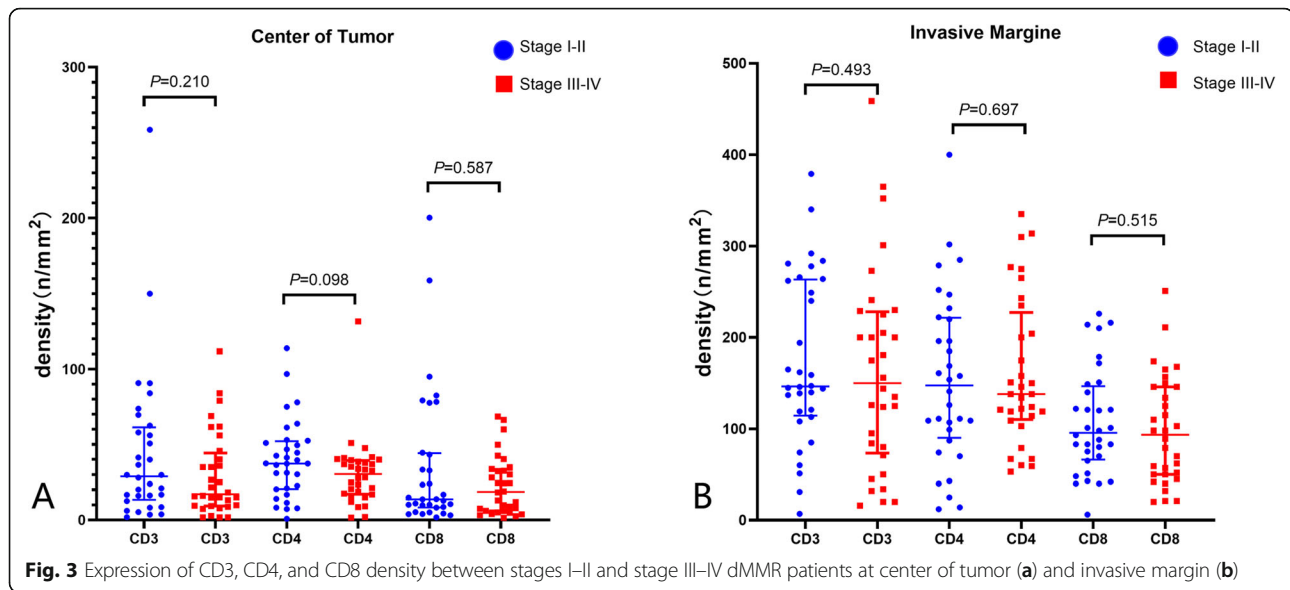 Center of Tumor
Stage I-II
Stage III-IV
300
200
100
0
density (n/mm²)
P=0.210
P=0.098
P=0.587
A
CD3
CD3
CD4
CD4
CD8
CD8
Invasive Margine
Stage I-II
Stage III-IV
500
400
300
200
100
0
density (n/mm²)
P=0.493
P=0.697
P=0.515
B
CD3
CD3
CD4
CD4
CD8
CD8
Fig. 3 Expression of CD3, CD4, and CD8 density between stages I–II and stage III–IV dMMR patients at center of tumor (a) and invasive margin (b)